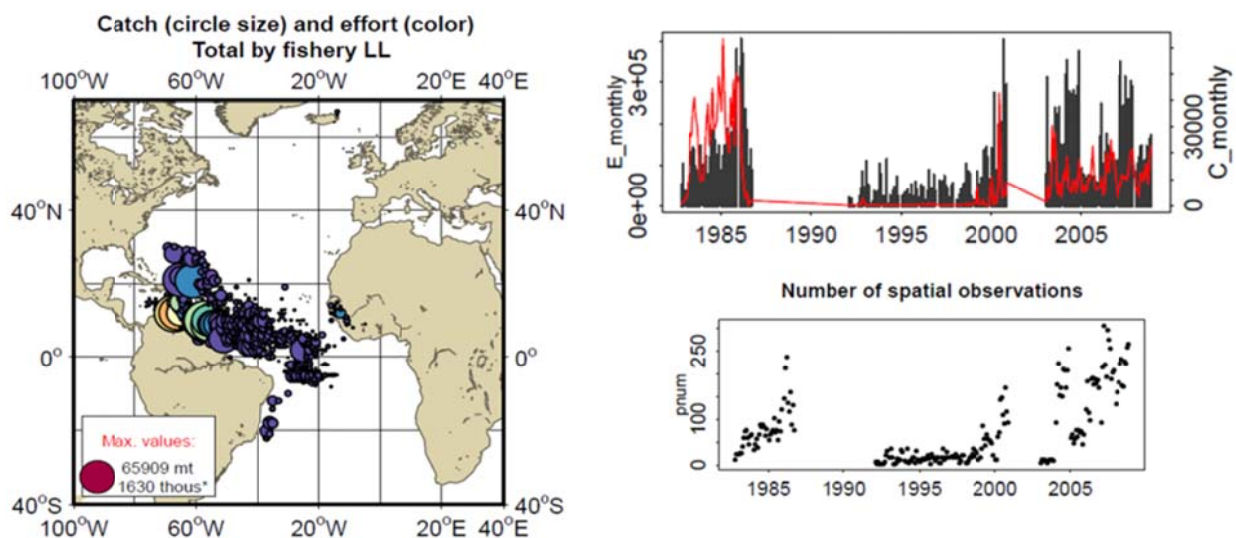 Catch (circle size) and effort (color)
Total by fishery LL
100°W 60°W 20°W 20°E 40°E
40°N 40°N
0° 0°
Max. values:
65909 mt
1630 thous*
40°S 40°S
100°W 60°W 20°W 0° 20°E 40°E
E_monthly
0e+00 3e+05
C_monthly
0 30000
1985 1990 1995 2000 2005
Number of spatial observations
pnum
0 100 250
1985 1990 1995 2000 2005